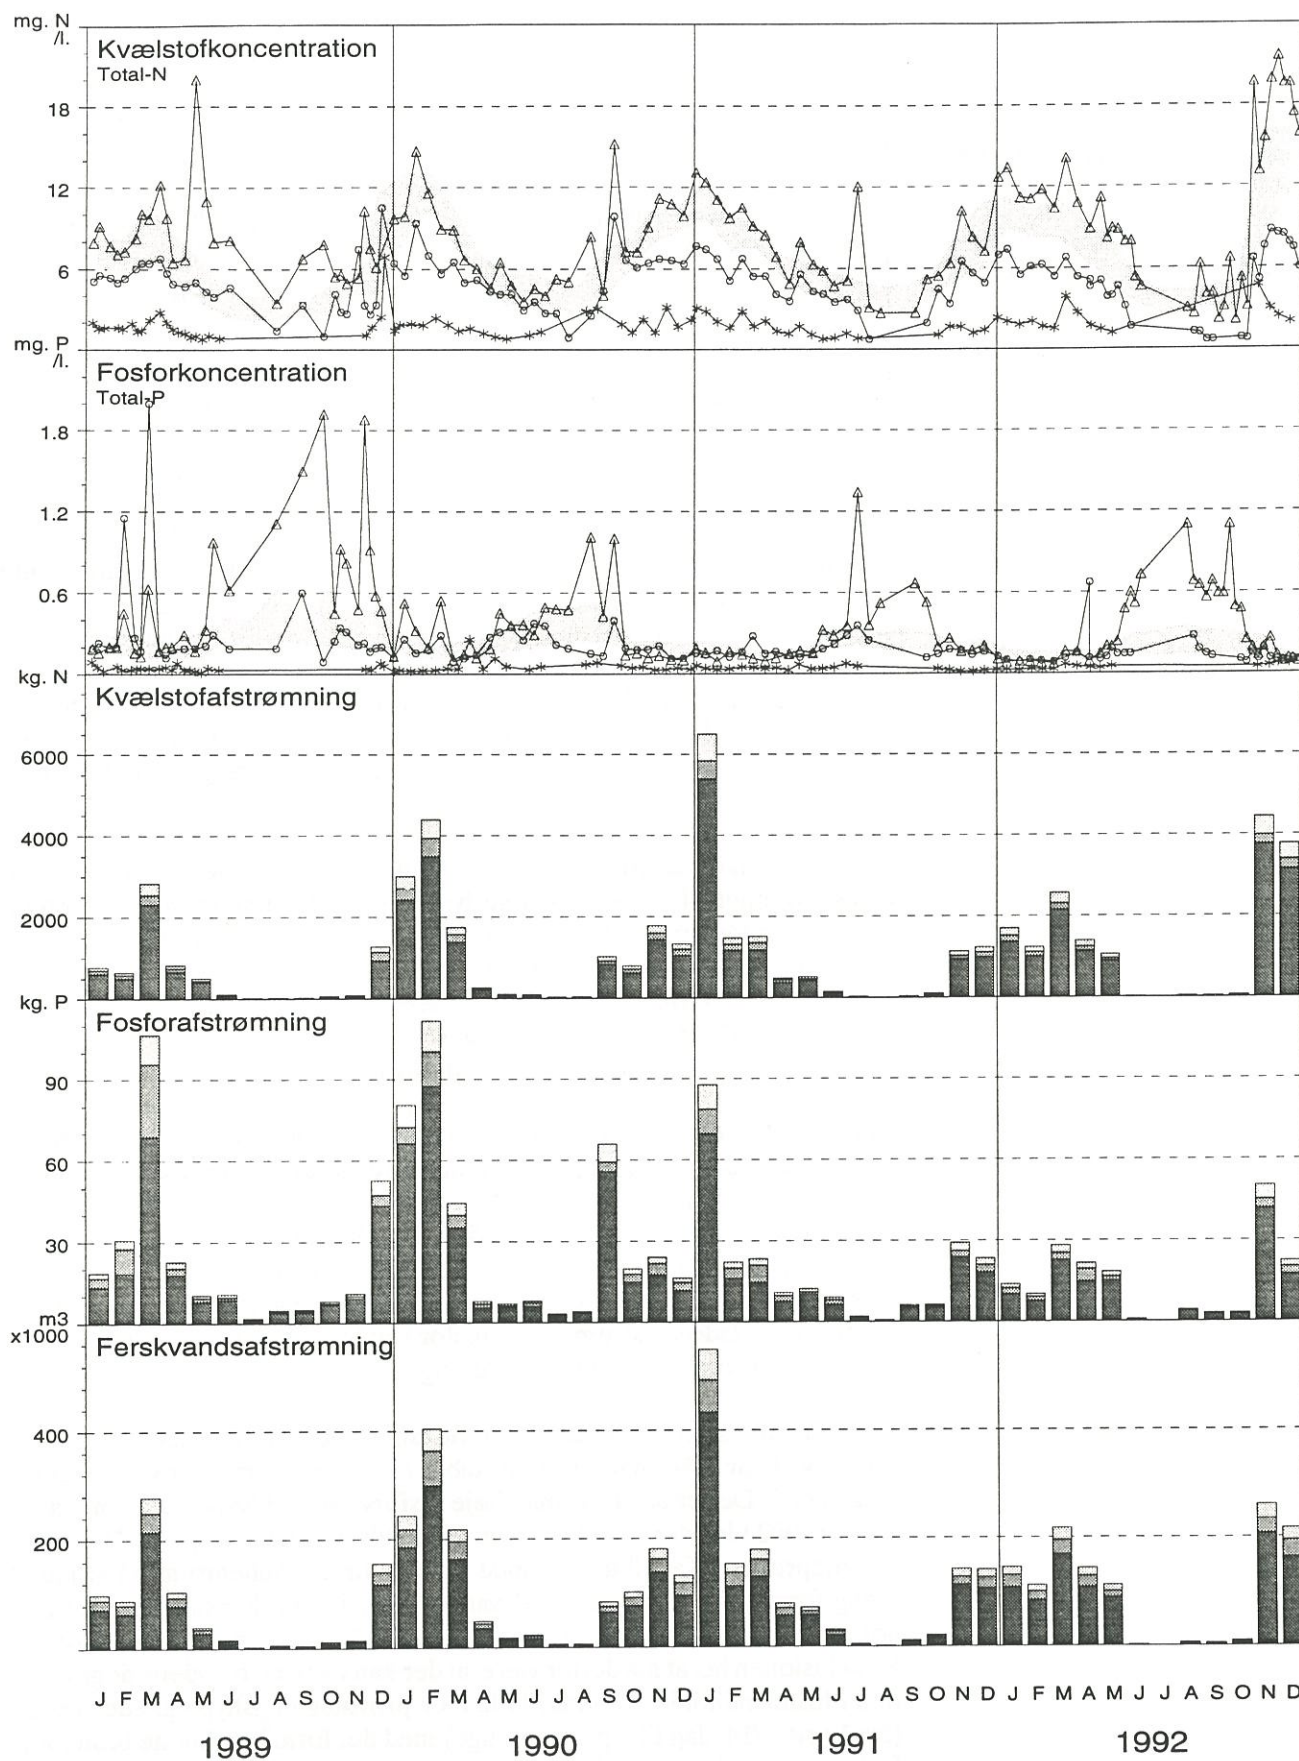 mg. N
/l.
Kvælstofkoncentration
Total-N
18
12
6
mg. P
/l.
Fosforkoncentration
Total-P
1.8
1.2
0.6
kg. N
Kvælstofafstrømning
6000
4000
2000
kg. P
Fosforafstrømning
90
60
30
m3
x1000
Ferskvandsafstrømning
400
200
J F M A M J J A S O N D J F M A M J J A S O N D J F M A M J J A S O N D J F M A M J J A S O N D
1989 1990 1991 1992